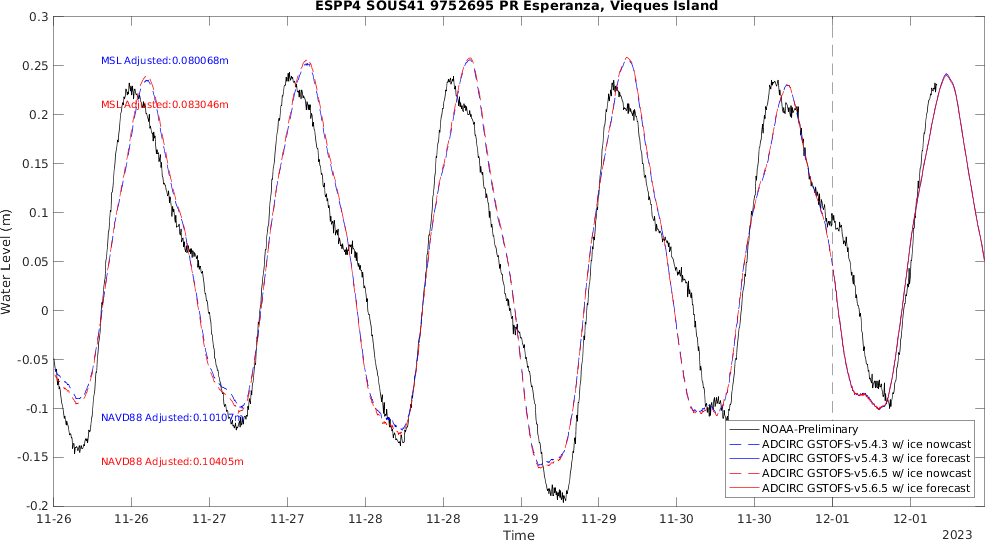 ESPP4 SOUS41 9752695 PR Esperanza, Vieques Island
0.3
0.25
0.2
0.15
0.1
0.05
0
-0.05
-0.1
-0.15
-0.2
Water Level (m)
MSL Adjusted:0.080068m
MSL Adjusted:0.083046m
NAVD88 Adjusted:0.10107m
NAVD88 Adjusted:0.10405m
NOAA-Preliminary
ADCIRC GSTOFS-v5.4.3 w/ ice nowcast
ADCIRC GSTOFS-v5.4.3 w/ ice forecast
ADCIRC GSTOFS-v5.6.5 w/ ice nowcast
ADCIRC GSTOFS-v5.6.5 w/ ice forecast
11-26 11-26 11-27 11-27 11-28 11-28 11-29 11-29 11-30 11-30 12-01 12-01
Time
2023